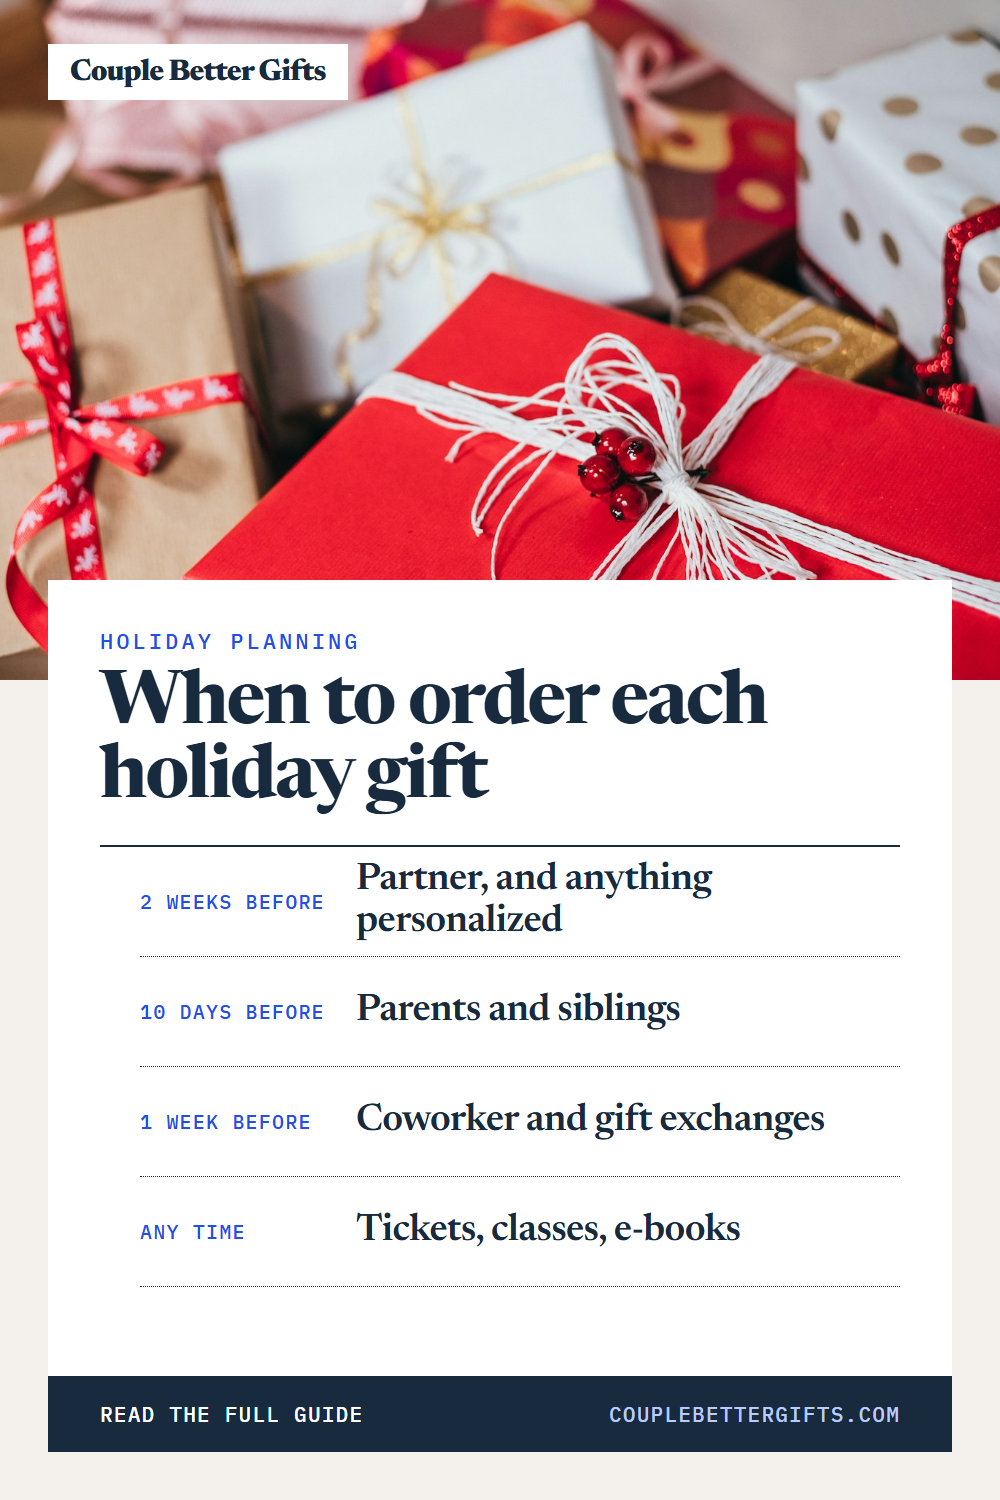 Couple Better Gifts
HOLIDAY PLANNING
When to order each
holiday gift
2 WEEKS BEFORE
Partner, and anything
personalized
10 DAYS BEFORE
Parents and siblings
1 WEEK BEFORE
Coworker and gift exchanges
ANY TIME
Tickets, classes, e-books
READ THE FULL GUIDE
COUPLEBETTERGIFTS.COM